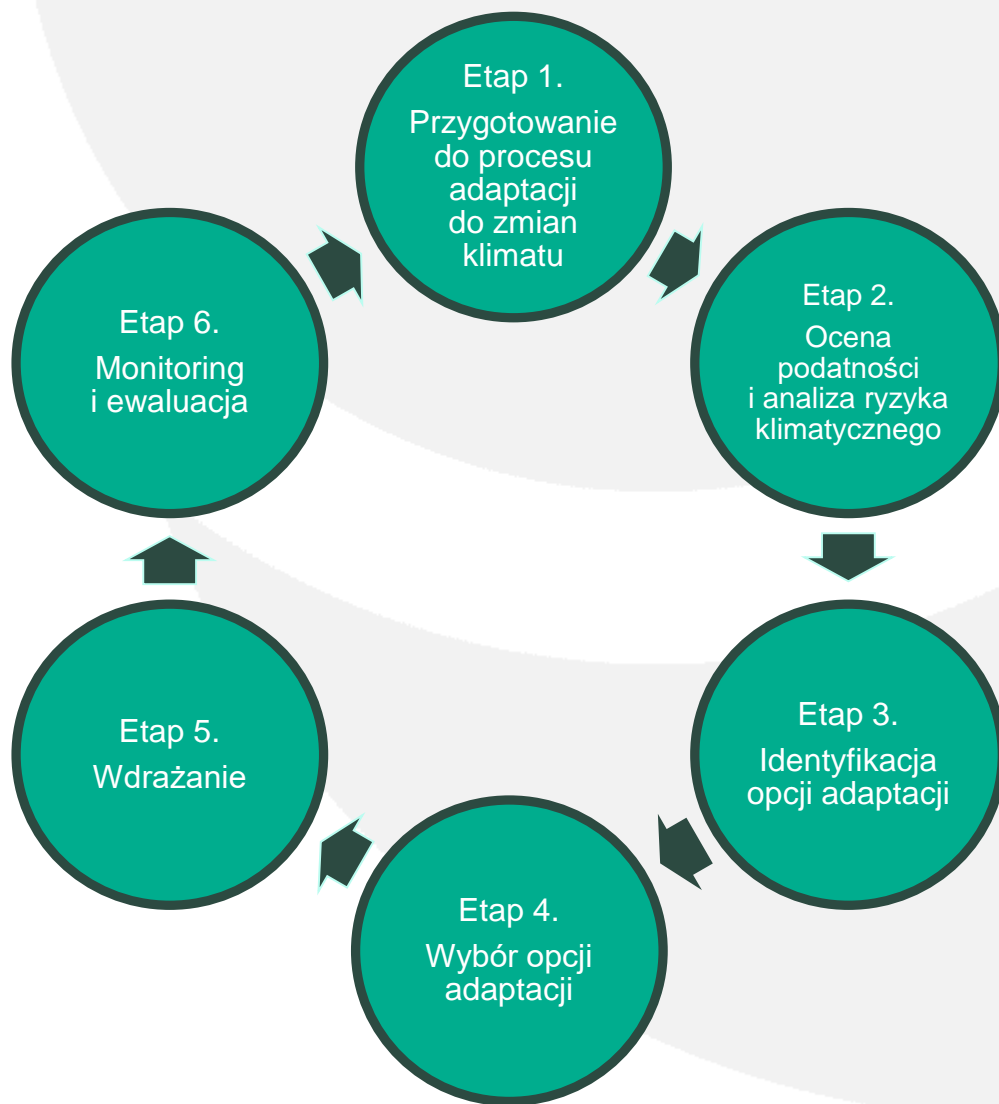 Etap 1.
Przygotowanie
do procesu
adaptacji
do zmian
klimatu
Etap 2.
Ocena
podatności
i analiza ryzyka
klimatycznego
Etap 3.
Identyfikacja
opcji adaptacji
Etap 4.
Wybór opcji
adaptacji
Etap 5.
Wdrażanie
Etap 6.
Monitoring
i ewaluacja